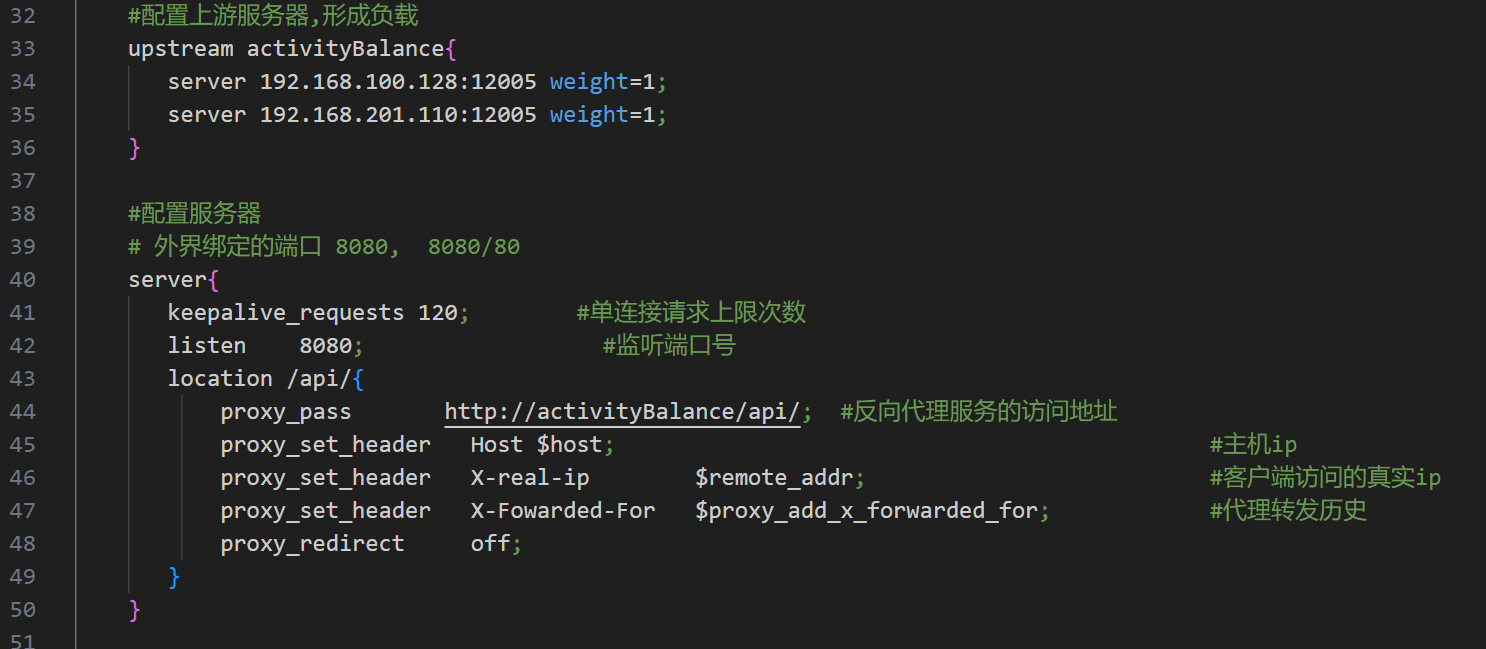 32 #配置上游服务器,形成负载
33 upstream activityBalance{
34 server 192.168.100.128:12005 weight=1;
35 server 192.168.201.110:12005 weight=1;
36 }
37
38 #配置服务器
39 # 外界绑定的端口 8080， 8080/80
40 server{
41 keepalive_requests 120; #单连接请求上限次数
42 listen 8080; #监听端口号
43 location /api/{
44 proxy_pass http://activityBalance/api/; #反向代理服务的访问地址
45 proxy_set_header Host $host; #主机ip
46 proxy_set_header X-real-ip $remote_addr; #客户端访问的真实ip
47 proxy_set_header X-Fowarded-For $proxy_add_x_forwarded_for; #代理转发历史
48 proxy_redirect off;
49 }
50 }
51